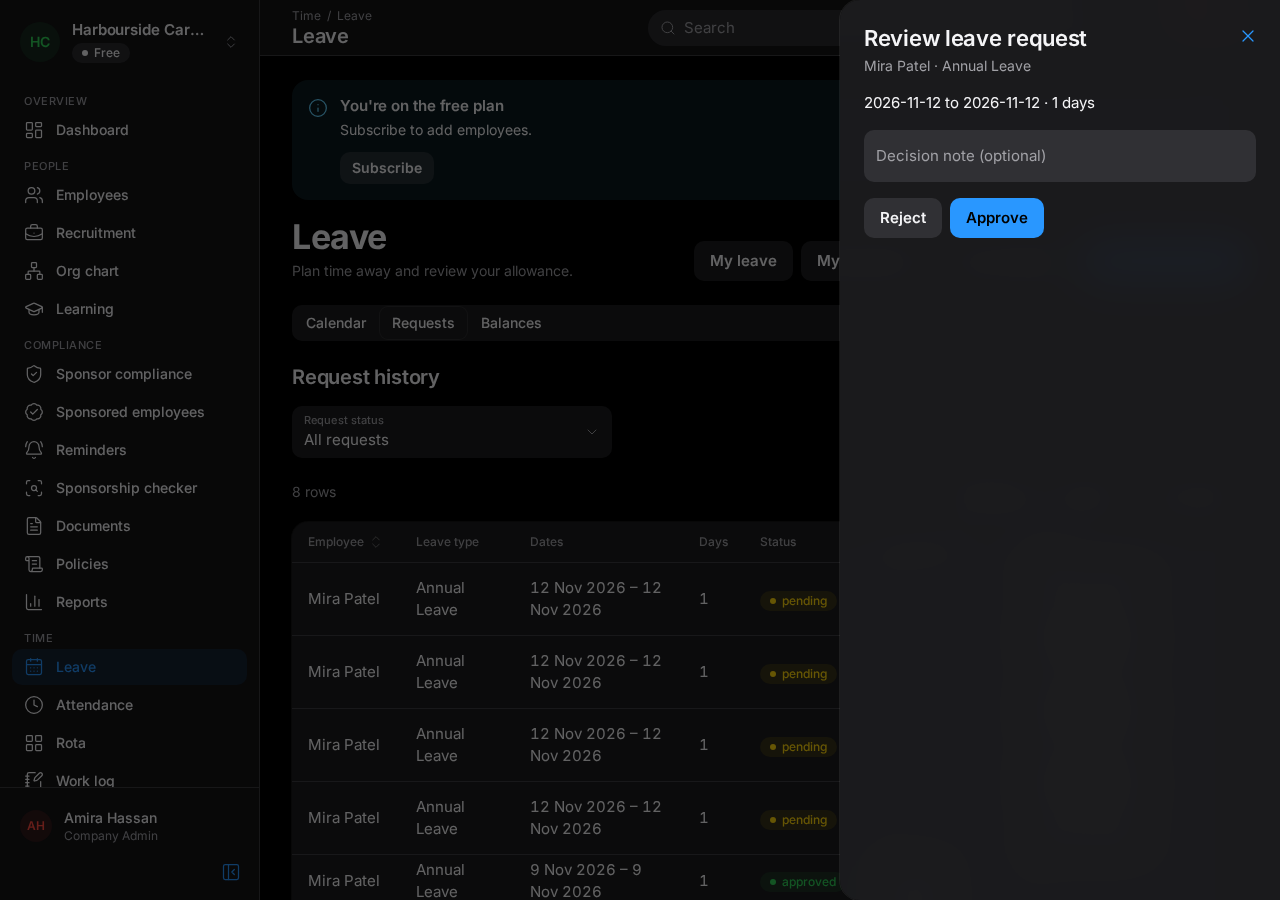 HC
Harbourside Car...
Free
OVERVIEW
Dashboard
PEOPLE
Employees
Recruitment
Org chart
Learning
COMPLIANCE
Sponsor compliance
Sponsored employees
Reminders
Sponsorship checker
Documents
Policies
Reports
TIME
Leave
Attendance
Rota
Work log
AH
Amira Hassan
Company Admin
Time / Leave
Leave
Search
You're on the free plan
Subscribe to add employees.
Subscribe
Leave
Plan time away and review your allowance.
My leave
My
Calendar
Requests
Balances
Request history
Request status
All requests
8 rows
Employee Leave type Dates Days Status
Mira Patel Annual Leave 12 Nov 2026 – 12 Nov 2026 1 pending
Mira Patel Annual Leave 12 Nov 2026 – 12 Nov 2026 1 pending
Mira Patel Annual Leave 12 Nov 2026 – 12 Nov 2026 1 pending
Mira Patel Annual Leave 12 Nov 2026 – 12 Nov 2026 1 pending
Mira Patel Annual Leave 9 Nov 2026 – 9 Nov 2026 1 approved
Review leave request
Mira Patel · Annual Leave
2026-11-12 to 2026-11-12 · 1 days
Decision note (optional)
Reject
Approve